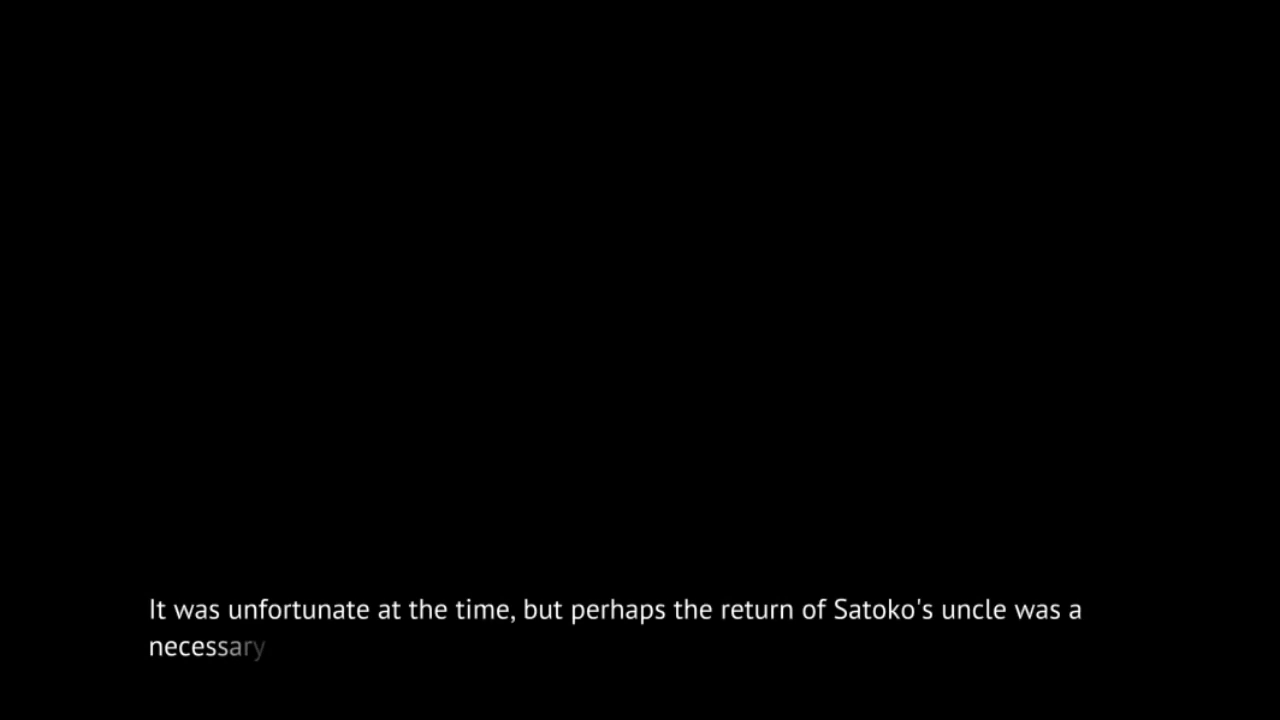 It was unfortunate at the time, but perhaps the return of Satoko's uncle was a
necessary